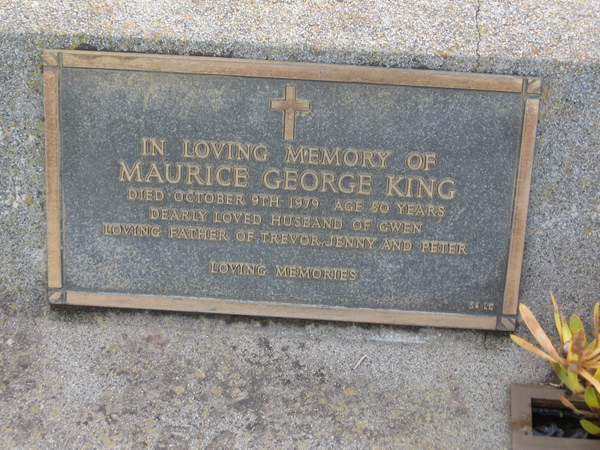 IN LOVING MEMORY OF
MAURICE GEORGE KING
DIED OCTOBER 9TH 1979 AGE 50 YEARS
DEARLY LOVED HUSBAND OF GWEN
LOVING FATHER OF TREVOR, JENNY AND PETER
LOVING MEMORIES